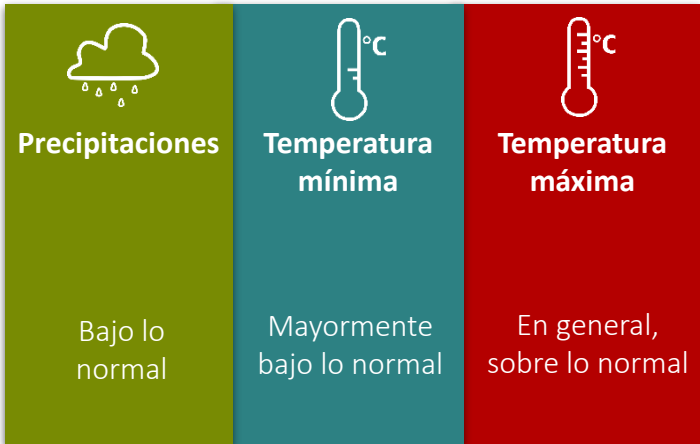 Precipitaciones
Bajo lo
normal
°C
Temperatura
mínima
Mayormente
bajo lo normal
°C
Temperatura
máxima
En general,
sobre lo normal